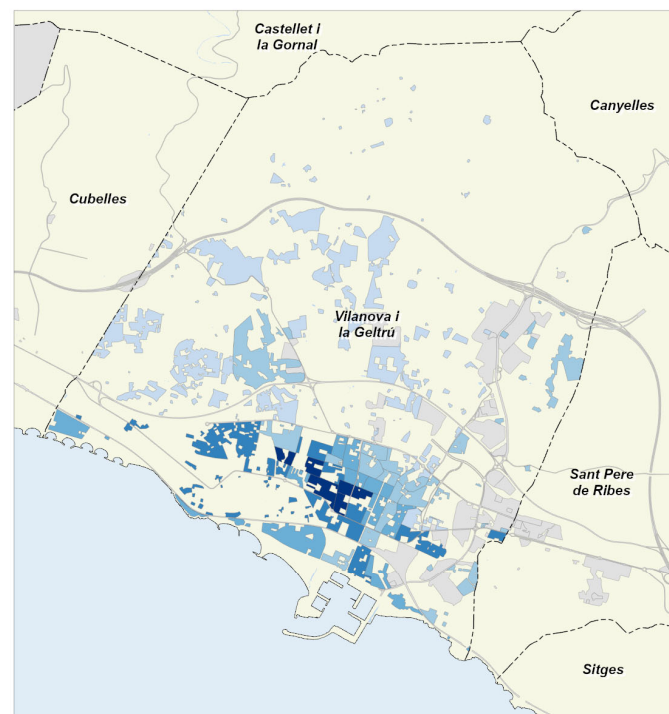 Castellet i
la Gornal
Canyelles
Cubelles
Vilanova i
la Geltrú
Sant Pere
de Ribes
Sitges